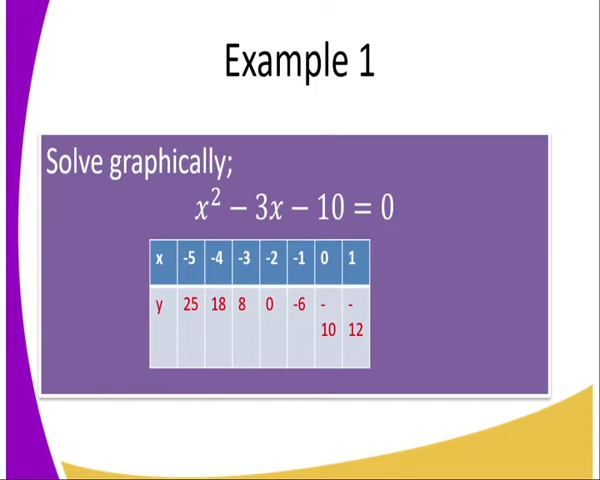 Example 1
Solve graphically;
x² − 3x − 10 = 0
x -5 -4 -3 -2 -1 0 1
y 25 18 8 0 -6 - -
10 12